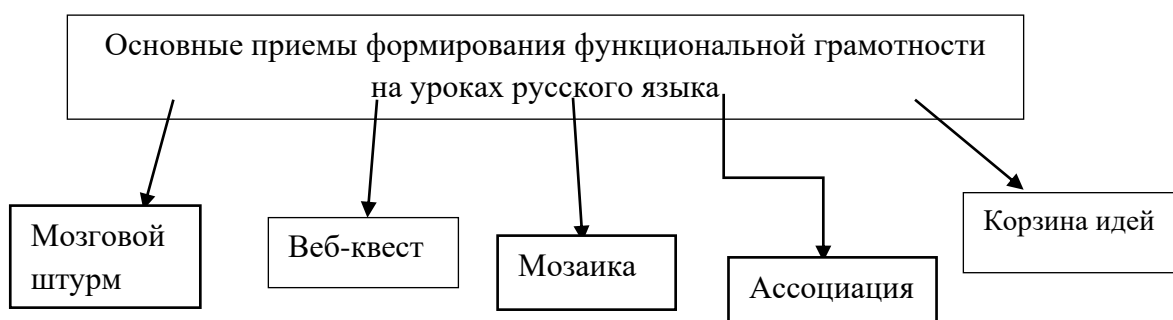 Основные приемы формирования функциональной грамотности
на уроках русского языка
Мозговой
штурм
Веб-квест
Мозаика
Ассоциация
Корзина идей